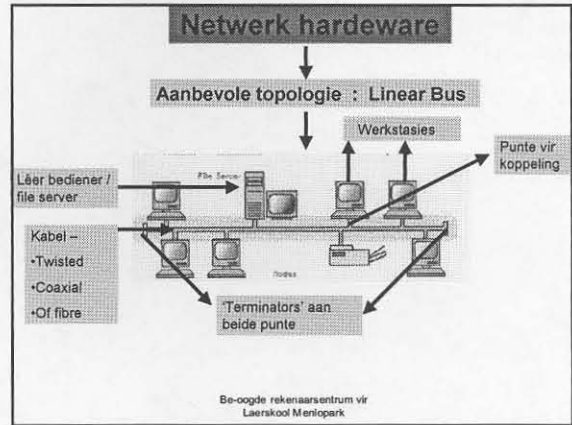 Netwerk hardeware
Aanbevole topologie : Linear Bus
Werkstasies
Punte vir
koppeling
File Server
Lêer bediener /
file server
Kabel –
•Twisted
•Coaxial
•Of fibre
Nodes
'Terminators' aan
beide punte
Be-oogde rekenaarsentrum vir
Laerskool Menlopark